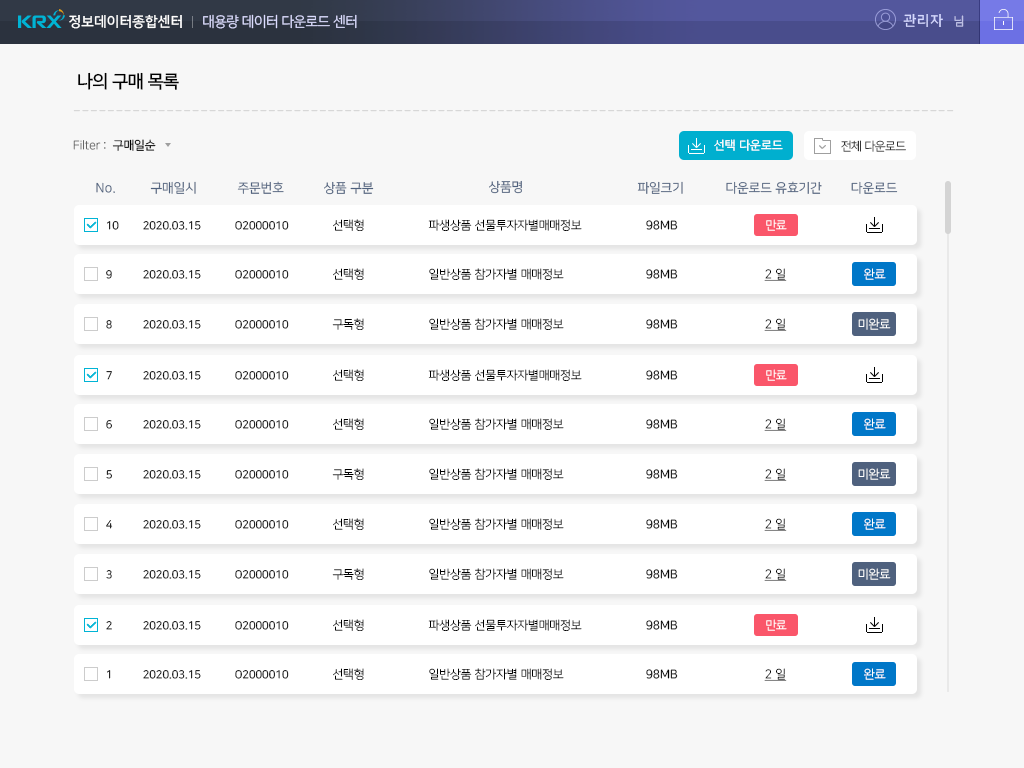 KRX 정보데이터종합센터 | 대용량 데이터 다운로드 센터 관리자 님
나의 구매 목록
Filter : 구매일순 선택 다운로드 전체 다운로드
No. 구매일시 주문번호 상품 구분 상품명 파일크기 다운로드 유효기간 다운로드
10 2020.03.15 02000010 선택형 파생상품 선물투자자별매매정보 98MB 만료
9 2020.03.15 02000010 선택형 일반상품 참가자별 매매정보 98MB 2 일 완료
8 2020.03.15 02000010 구독형 일반상품 참가자별 매매정보 98MB 2 일 미완료
7 2020.03.15 02000010 선택형 파생상품 선물투자자별매매정보 98MB 만료
6 2020.03.15 02000010 선택형 일반상품 참가자별 매매정보 98MB 2 일 완료
5 2020.03.15 02000010 구독형 일반상품 참가자별 매매정보 98MB 2 일 미완료
4 2020.03.15 02000010 선택형 일반상품 참가자별 매매정보 98MB 2 일 완료
3 2020.03.15 02000010 구독형 일반상품 참가자별 매매정보 98MB 2 일 미완료
2 2020.03.15 02000010 선택형 파생상품 선물투자자별매매정보 98MB 만료
1 2020.03.15 02000010 선택형 일반상품 참가자별 매매정보 98MB 2 일 완료